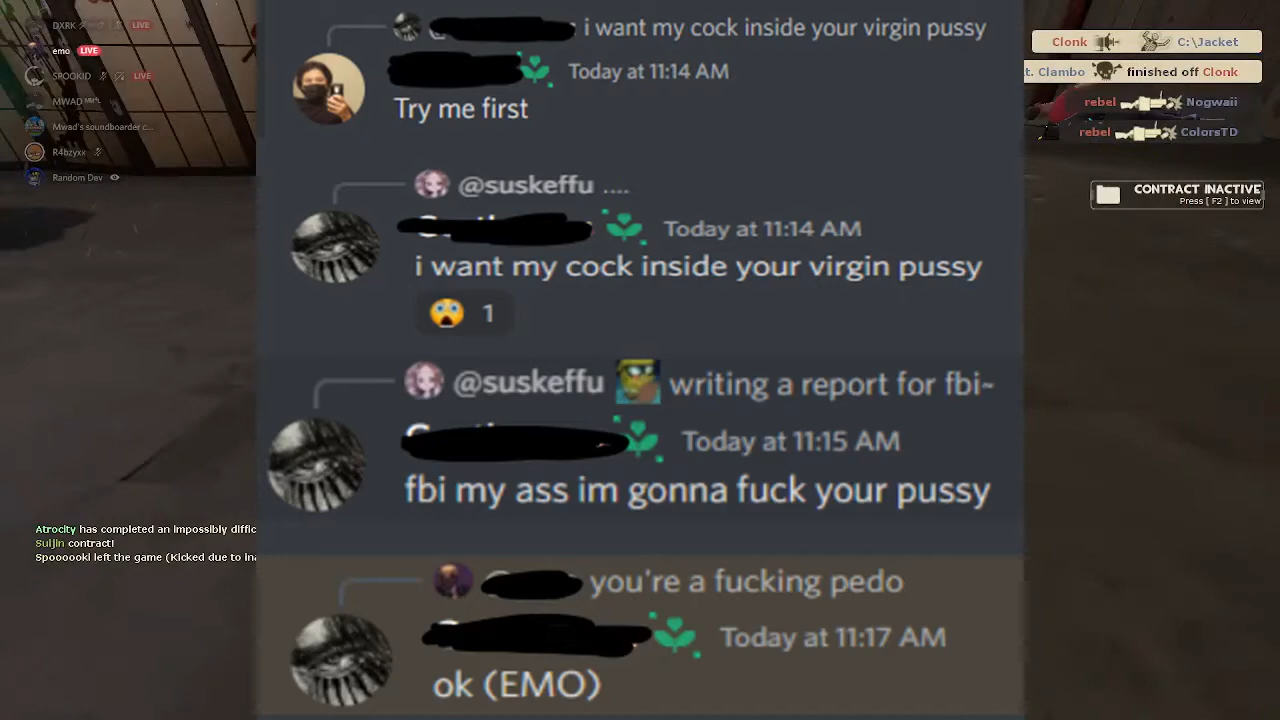 DXRK LIVE
emo LIVE
SPOOKID LIVE
MWAD
Mwad's soundboarder c...
R4bzyxx
Random Dev
i want my cock inside your virgin pussy
Today at 11:14 AM
Try me first
@suskeffu ....
Today at 11:14 AM
i want my cock inside your virgin pussy
1
@suskeffu writing a report for fbi~
Today at 11:15 AM
fbi my ass im gonna fuck your pussy
you're a fucking pedo
Today at 11:17 AM
ok (EMO)
Clonk C:\Jacket
t. Clambo finished off Clonk
rebel Nogwaii
rebel ColorsTD
CONTRACT INACTIVE
Press [ F2 ] to view
Atrocity has completed an impossibly diffic
Suijin contract!
Spoooooki left the game (Kicked due to ina